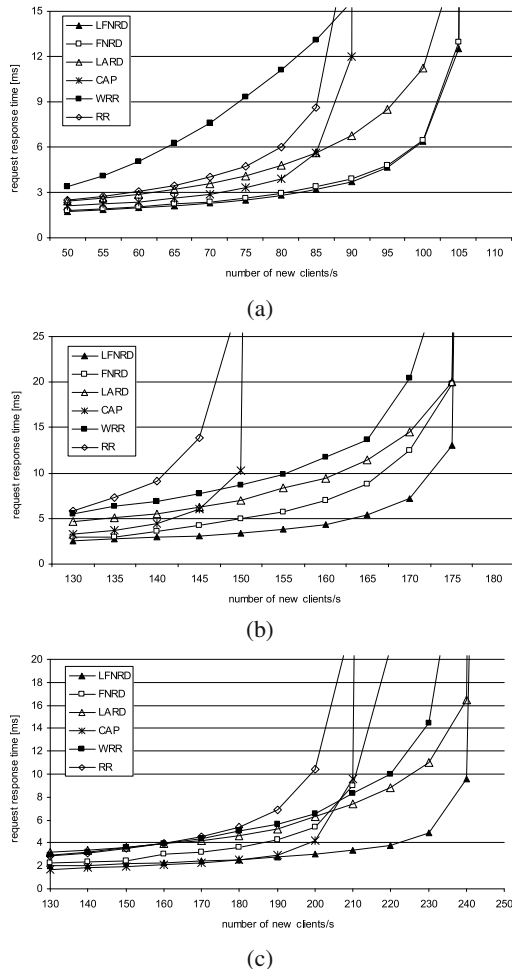 15
12
9
6
3
0
request response time [ms]
LFNRD
FNRD
LARD
CAP
WRR
RR
50 55 60 65 70 75 80 85 90 95 100 105 110
number of new clients/s
(a)
25
20
15
10
5
0
request response time [ms]
LFNRD
FNRD
LARD
CAP
WRR
RR
130 135 140 145 150 155 160 165 170 175 180
number of new clients/s
(b)
20
18
16
14
12
10
8
6
4
2
0
request response time [ms]
LFNRD
FNRD
LARD
CAP
WRR
RR
130 140 150 160 170 180 190 200 210 220 230 240 250
number of new clients/s
(c)